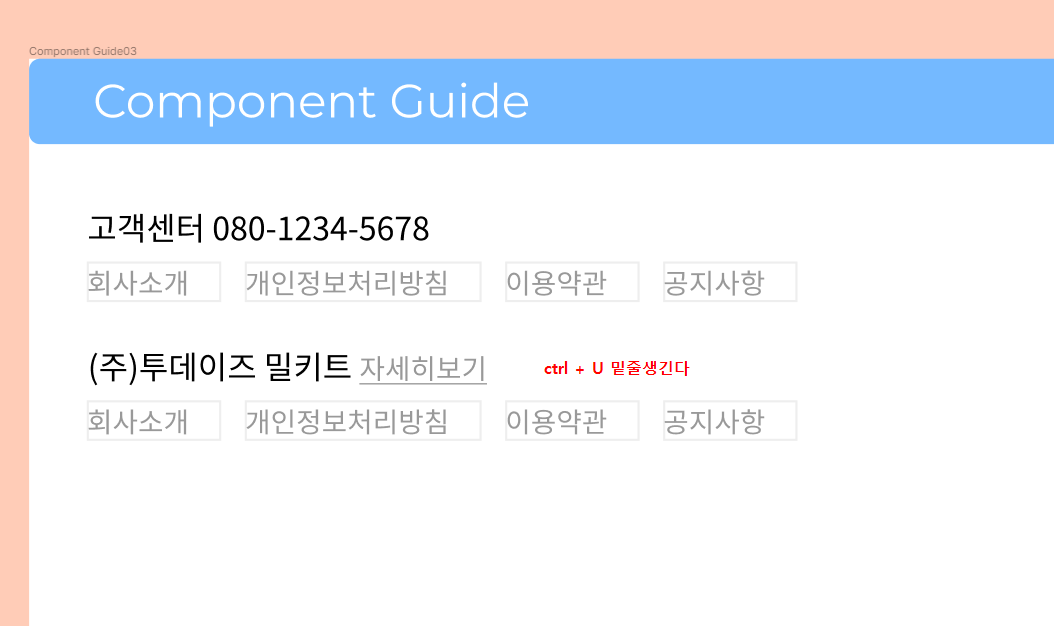 Component Guide03
Component Guide
고객센터 080-1234-5678
회사소개 개인정보처리방침 이용약관 공지사항
(주)투데이즈 밀키트 자세히보기 ctrl + U 밑줄생긴다
회사소개 개인정보처리방침 이용약관 공지사항